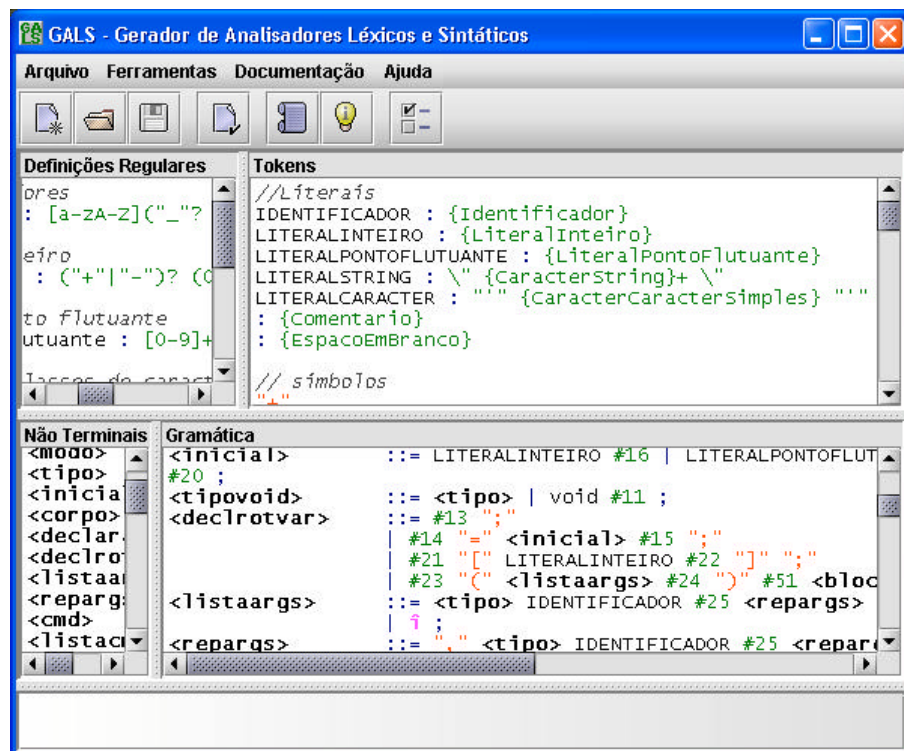 GALS - Gerador de Analisadores Léxicos e Sintáticos
Arquivo Ferramentas Documentação Ajuda
Definições Regulares
ores
: [a-zA-Z]("_"?
eiro
: ("+"|"-")? (0
to flutuante
utuante : [0-9]+
lasses de caract
Tokens
//Literais
IDENTIFICADOR : {Identificador}
LITERALINTEIRO : {LiteralInteiro}
LITERALPONTOFLUTUANTE : {LiteralPontoFlutuante}
LITERALSTRING : \" {CaracterString}+ \"
LITERALCARACTER : "'" {CaracterCaracterSimples} "'"
: {Comentario}
: {EspacoEmBranco}
// símbolos
"+"
Não Terminais
<modo>
<tipo>
<inicial
<corpo>
<declar
<declro
<listaa
<reparg
<cmd>
<listac
Gramática
<inicial> ::= LITERALINTEIRO #16 | LITERALPONTOFLUT
#20 ;
<tipovoid> ::= <tipo> | void #11 ;
<declrotvar> ::= #13 ";"
| #14 "=" <inicial> #15 ";"
| #21 "[" LITERALINTEIRO #22 "]" ";"
| #23 "(" <listaargs> #24 ")" #51 <bloc
<listaargs> ::= <tipo> IDENTIFICADOR #25 <repargs>
| î ;
<repargs> ::= "," <tipo> IDENTIFICADOR #25 <repar